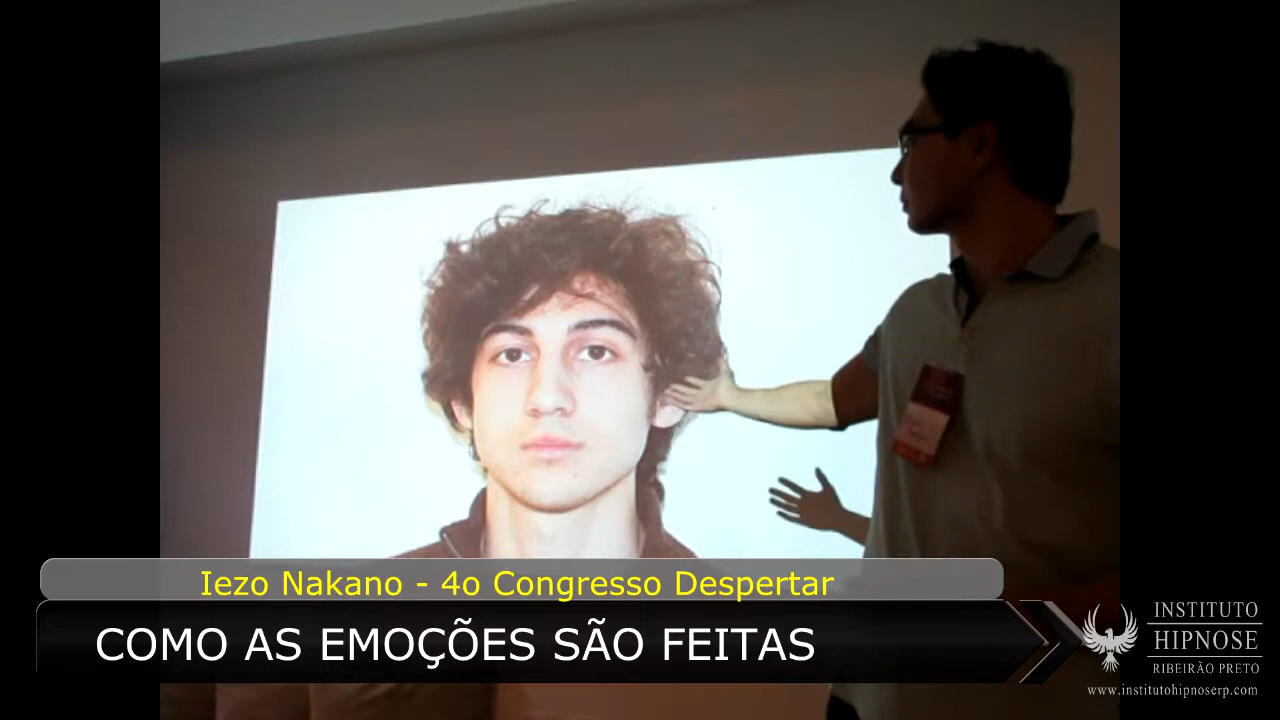 Iezo Nakano - 4o Congresso Despertar
COMO AS EMOÇÕES SÃO FEITAS
INSTITUTO
HIPNOSE
RIBEIRÃO PRETO
www.institutohipnoserp.com